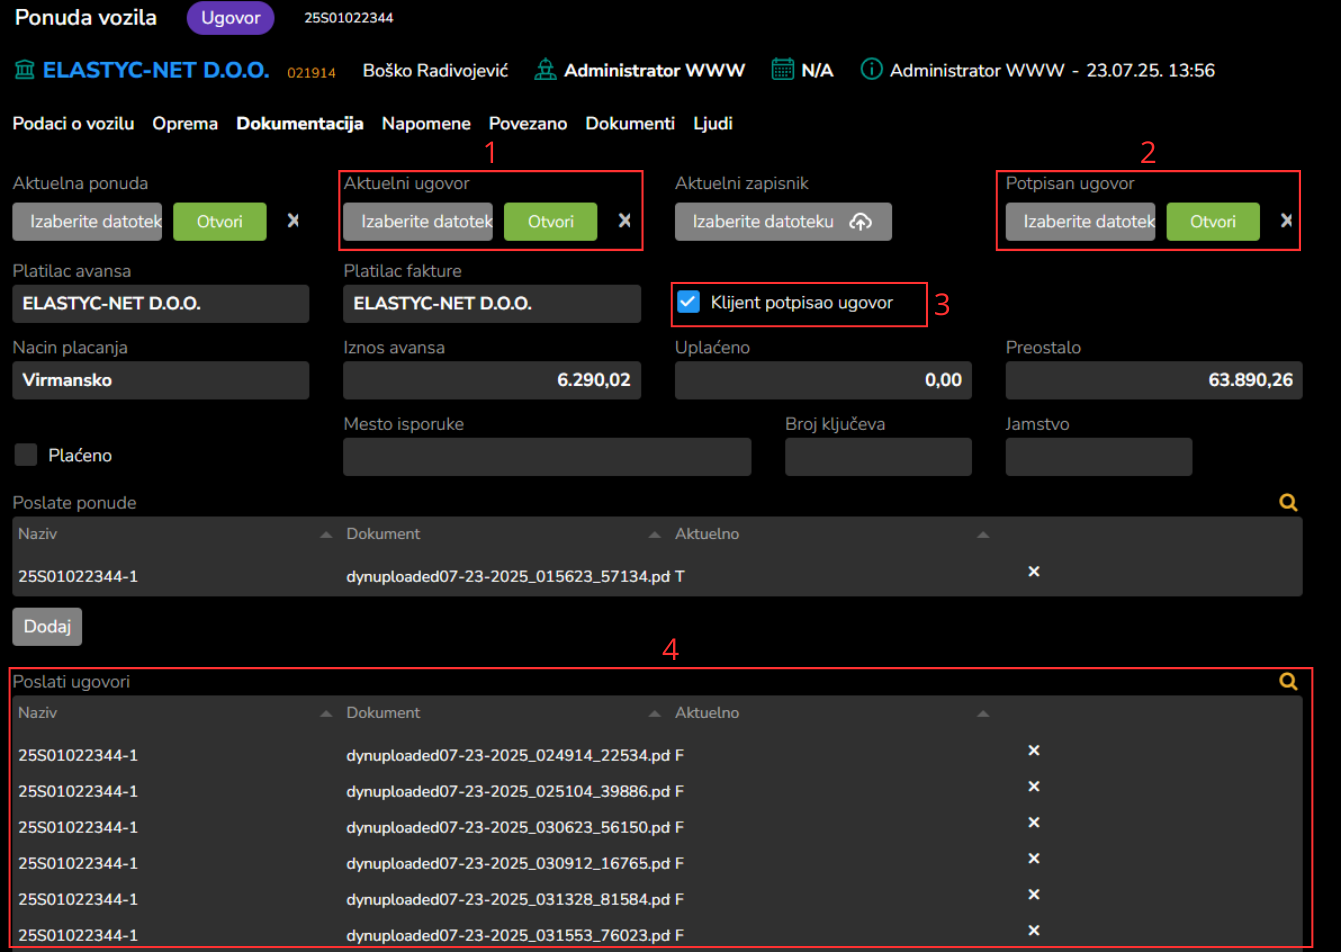 Ponuda vozila Ugovor 25S01022344
ELASTYC-NET D.O.O. 021914 Boško Radivojević Administrator WWW N/A Administrator WWW - 23.07.25. 13:56
Podaci o vozilu Oprema Dokumentacija Napomene Povezano Dokumenti Ljudi
1 2
Aktuelna ponuda Aktuelni ugovor Aktuelni zapisnik Potpisan ugovor
Izaberite datotek Otvori X Izaberite datotek Otvori X Izaberite datoteku Izaberite datotek Otvori X
Platilac avansa Platilac fakture
ELASTYC-NET D.O.O. ELASTYC-NET D.O.O. Klijent potpisao ugovor 3
Nacin placanja Iznos avansa Uplaćeno Preostalo
Virmansko 6.290,02 0,00 63.890,26
Mesto isporuke Broj ključeva Jamstvo
Plaćeno
Poslate ponude
Naziv Dokument Aktuelno
25S01022344-1 dynuploaded07-23-2025_015623_57134.pd T X
Dodaj
4
Poslati ugovori
Naziv Dokument Aktuelno
25S01022344-1 dynuploaded07-23-2025_024914_22534.pd F X
25S01022344-1 dynuploaded07-23-2025_025104_39886.pd F X
25S01022344-1 dynuploaded07-23-2025_030623_56150.pd F X
25S01022344-1 dynuploaded07-23-2025_030912_16765.pd F X
25S01022344-1 dynuploaded07-23-2025_031328_81584.pd F X
25S01022344-1 dynuploaded07-23-2025_031553_76023.pd F X